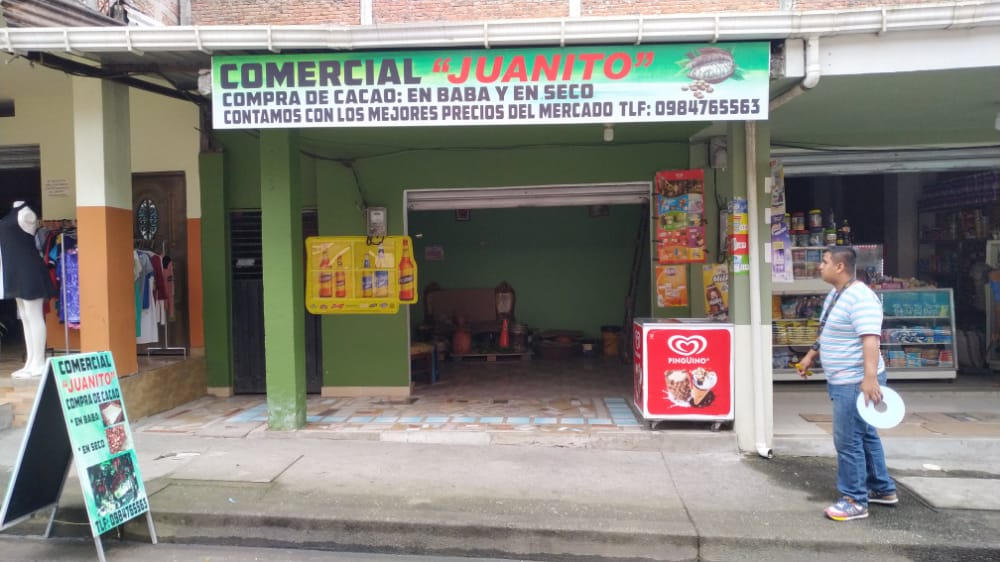 COMERCIAL "JUANITO"
COMPRA DE CACAO: EN BABA Y EN SECO
CONTAMOS CON LOS MEJORES PRECIOS DEL MERCADO TLF: 0984765563
PINGÜINO
COMERCIAL
"JUANITO"
COMPRA DE CACAO
* EN BABA
* EN SECO
TLF: 0984765563